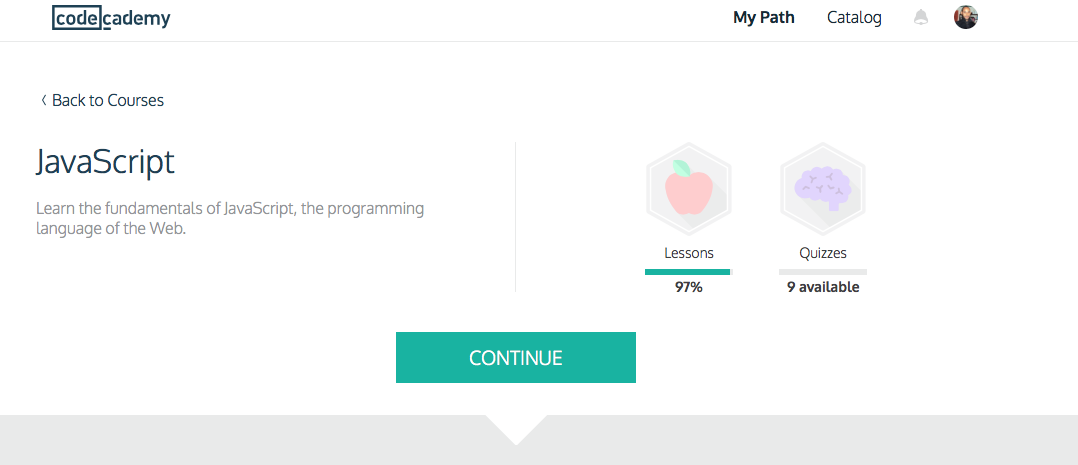 codecademy
My Path
Catalog
Back to Courses
JavaScript
Learn the fundamentals of JavaScript, the programming
language of the Web.
Lessons
97%
Quizzes
9 available
CONTINUE